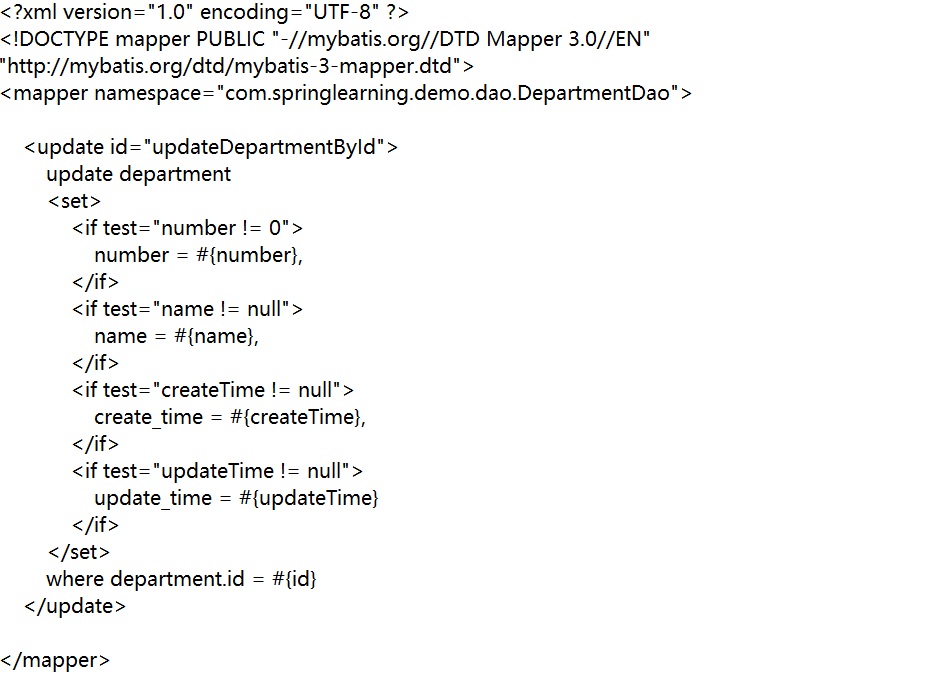 <?xml version="1.0" encoding="UTF-8" ?>
<!DOCTYPE mapper PUBLIC "-//mybatis.org//DTD Mapper 3.0//EN"
"http://mybatis.org/dtd/mybatis-3-mapper.dtd">
<mapper namespace="com.springlearning.demo.dao.DepartmentDao">

    <update id="updateDepartmentById">
        update department
        <set>
            <if test="number != 0">
                number = #{number},
            </if>
            <if test="name != null">
                name = #{name},
            </if>
            <if test="createTime != null">
                create_time = #{createTime},
            </if>
            <if test="updateTime != null">
                update_time = #{updateTime}
            </if>
        </set>
        where department.id = #{id}
    </update>

</mapper>